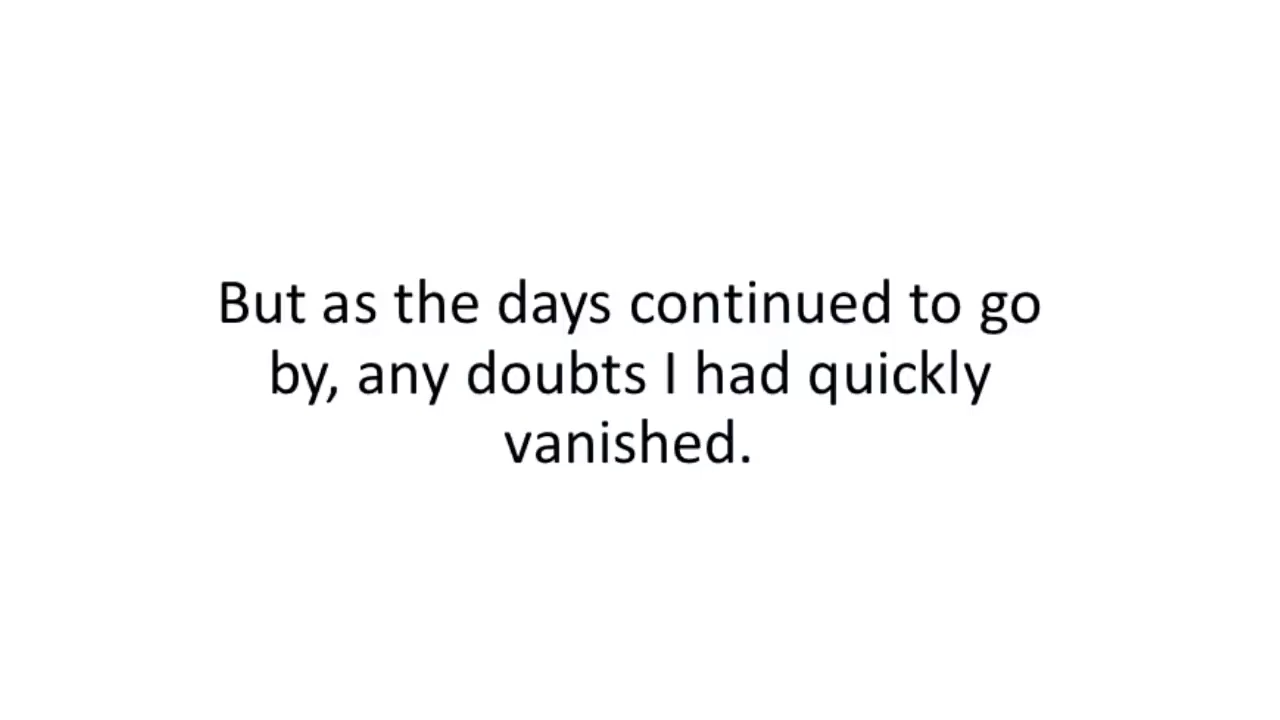 But as the days continued to go
by, any doubts I had quickly
vanished.